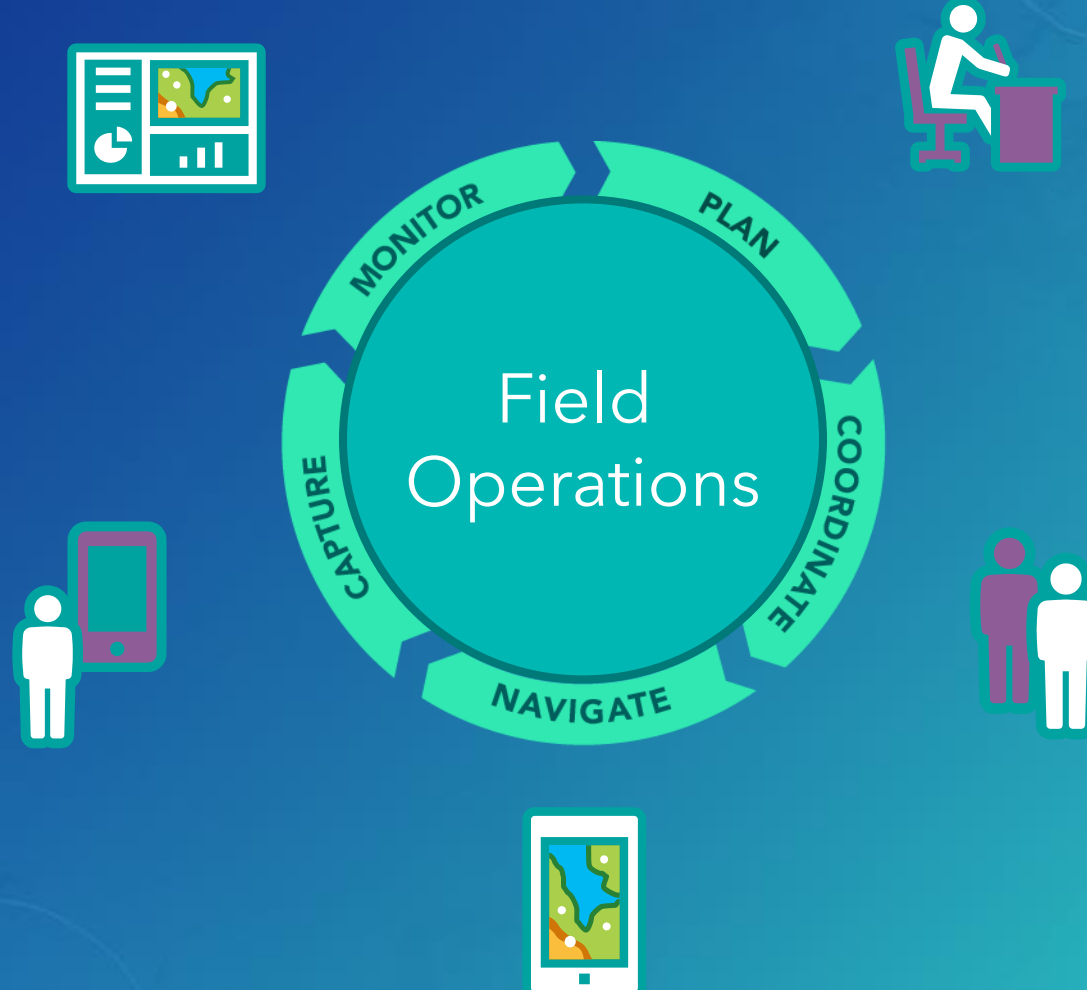 MONITOR
PLAN
Field
Operations
COORDINATE
CAPTURE
NAVIGATE